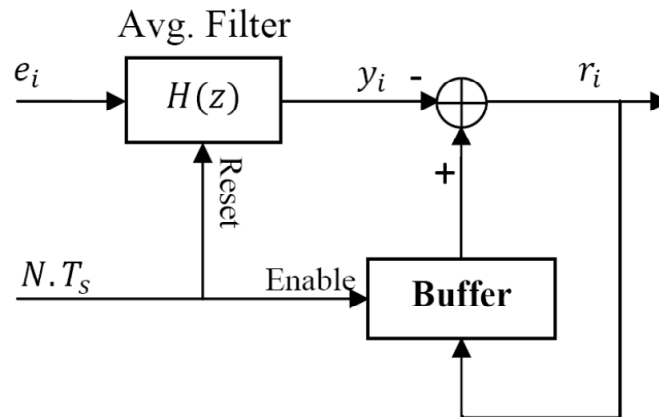 Avg. Filter
e_i
H(z)
y_i
-
r_i
Reset
+
N.T_s
Enable
Buffer